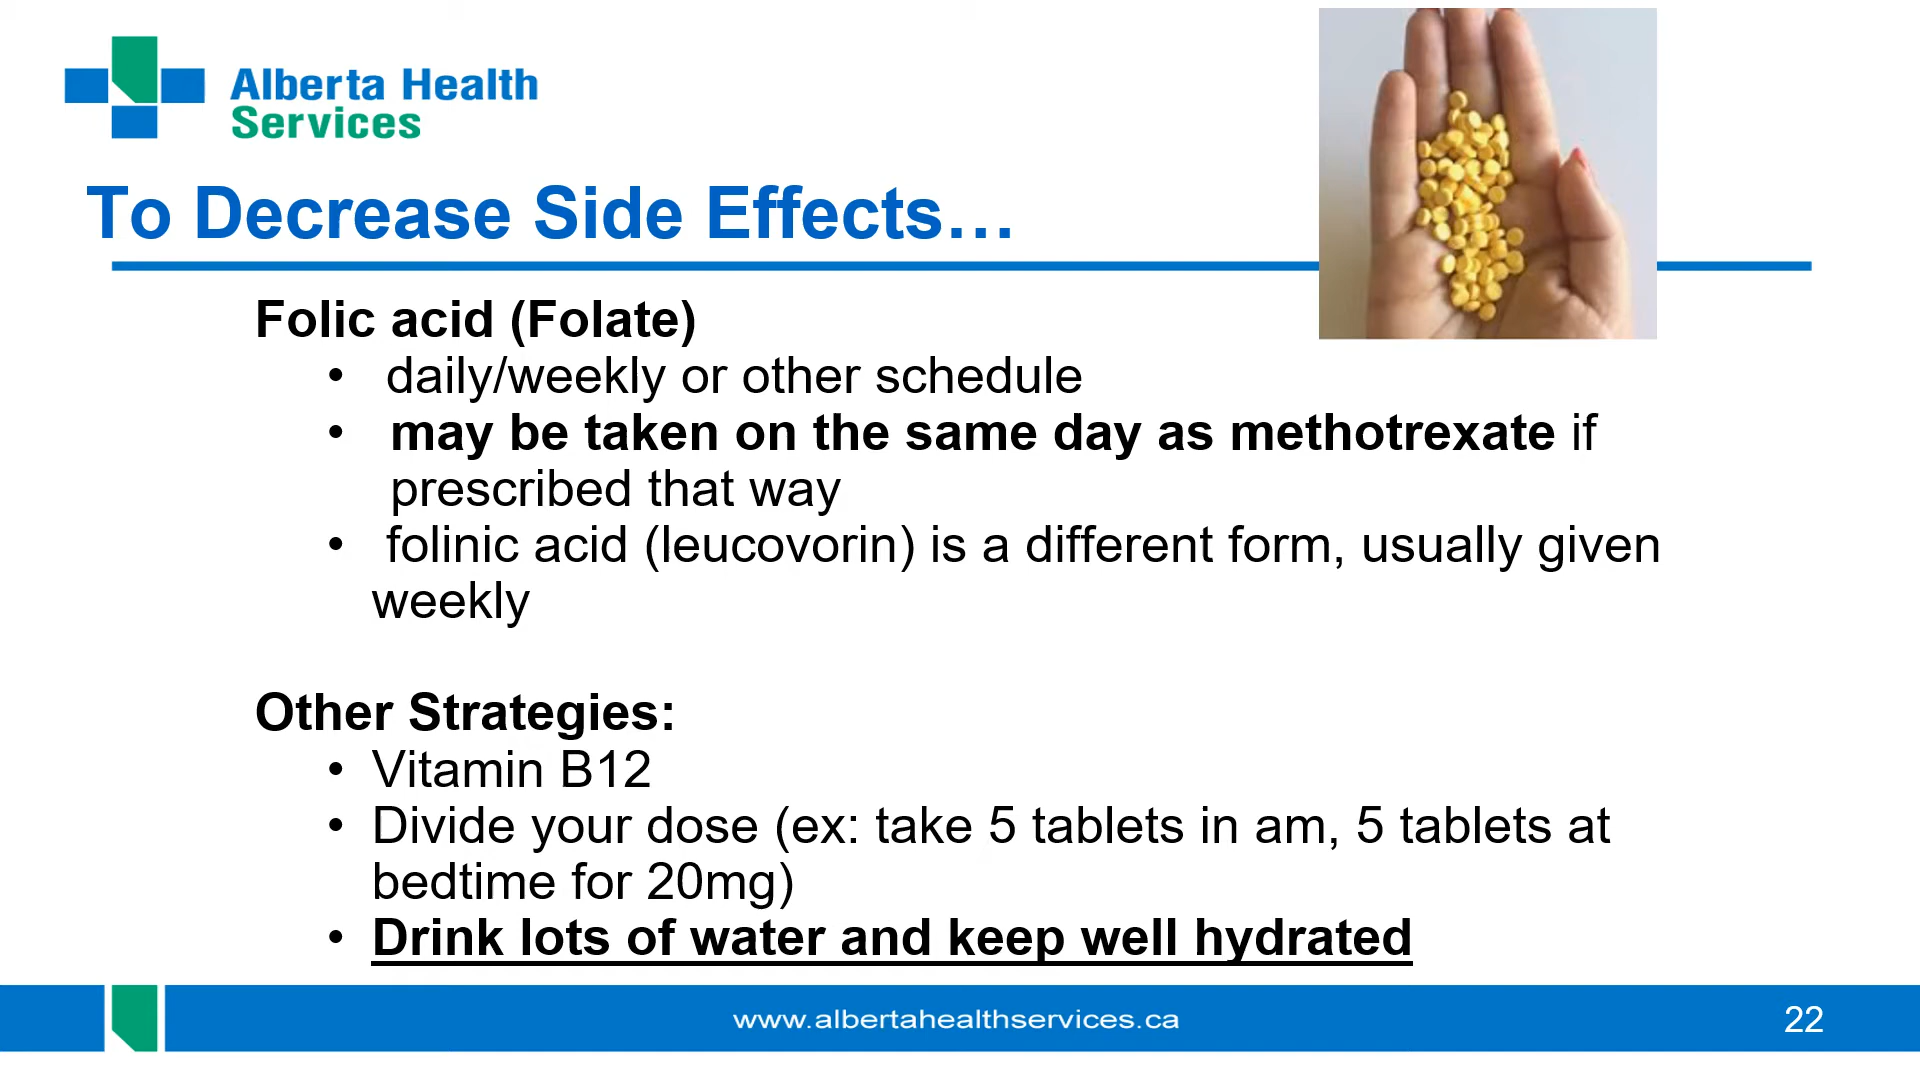 Alberta Health
Services
To Decrease Side Effects…
Folic acid (Folate)
• daily/weekly or other schedule
• may be taken on the same day as methotrexate if
prescribed that way
• folinic acid (leucovorin) is a different form, usually given
weekly
Other Strategies:
• Vitamin B12
• Divide your dose (ex: take 5 tablets in am, 5 tablets at
bedtime for 20mg)
• Drink lots of water and keep well hydrated
www.albertahealthservices.ca
22